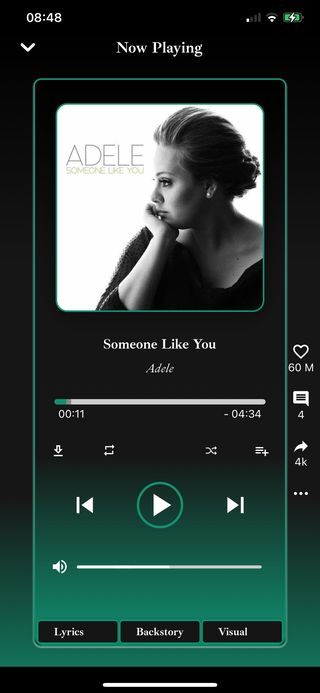 08:48
Now Playing
ADELE
SOMEONE LIKE YOU
Someone Like You
Adele
00:11
- 04:34
60 M
4
4k
Lyrics
Backstory
Visual